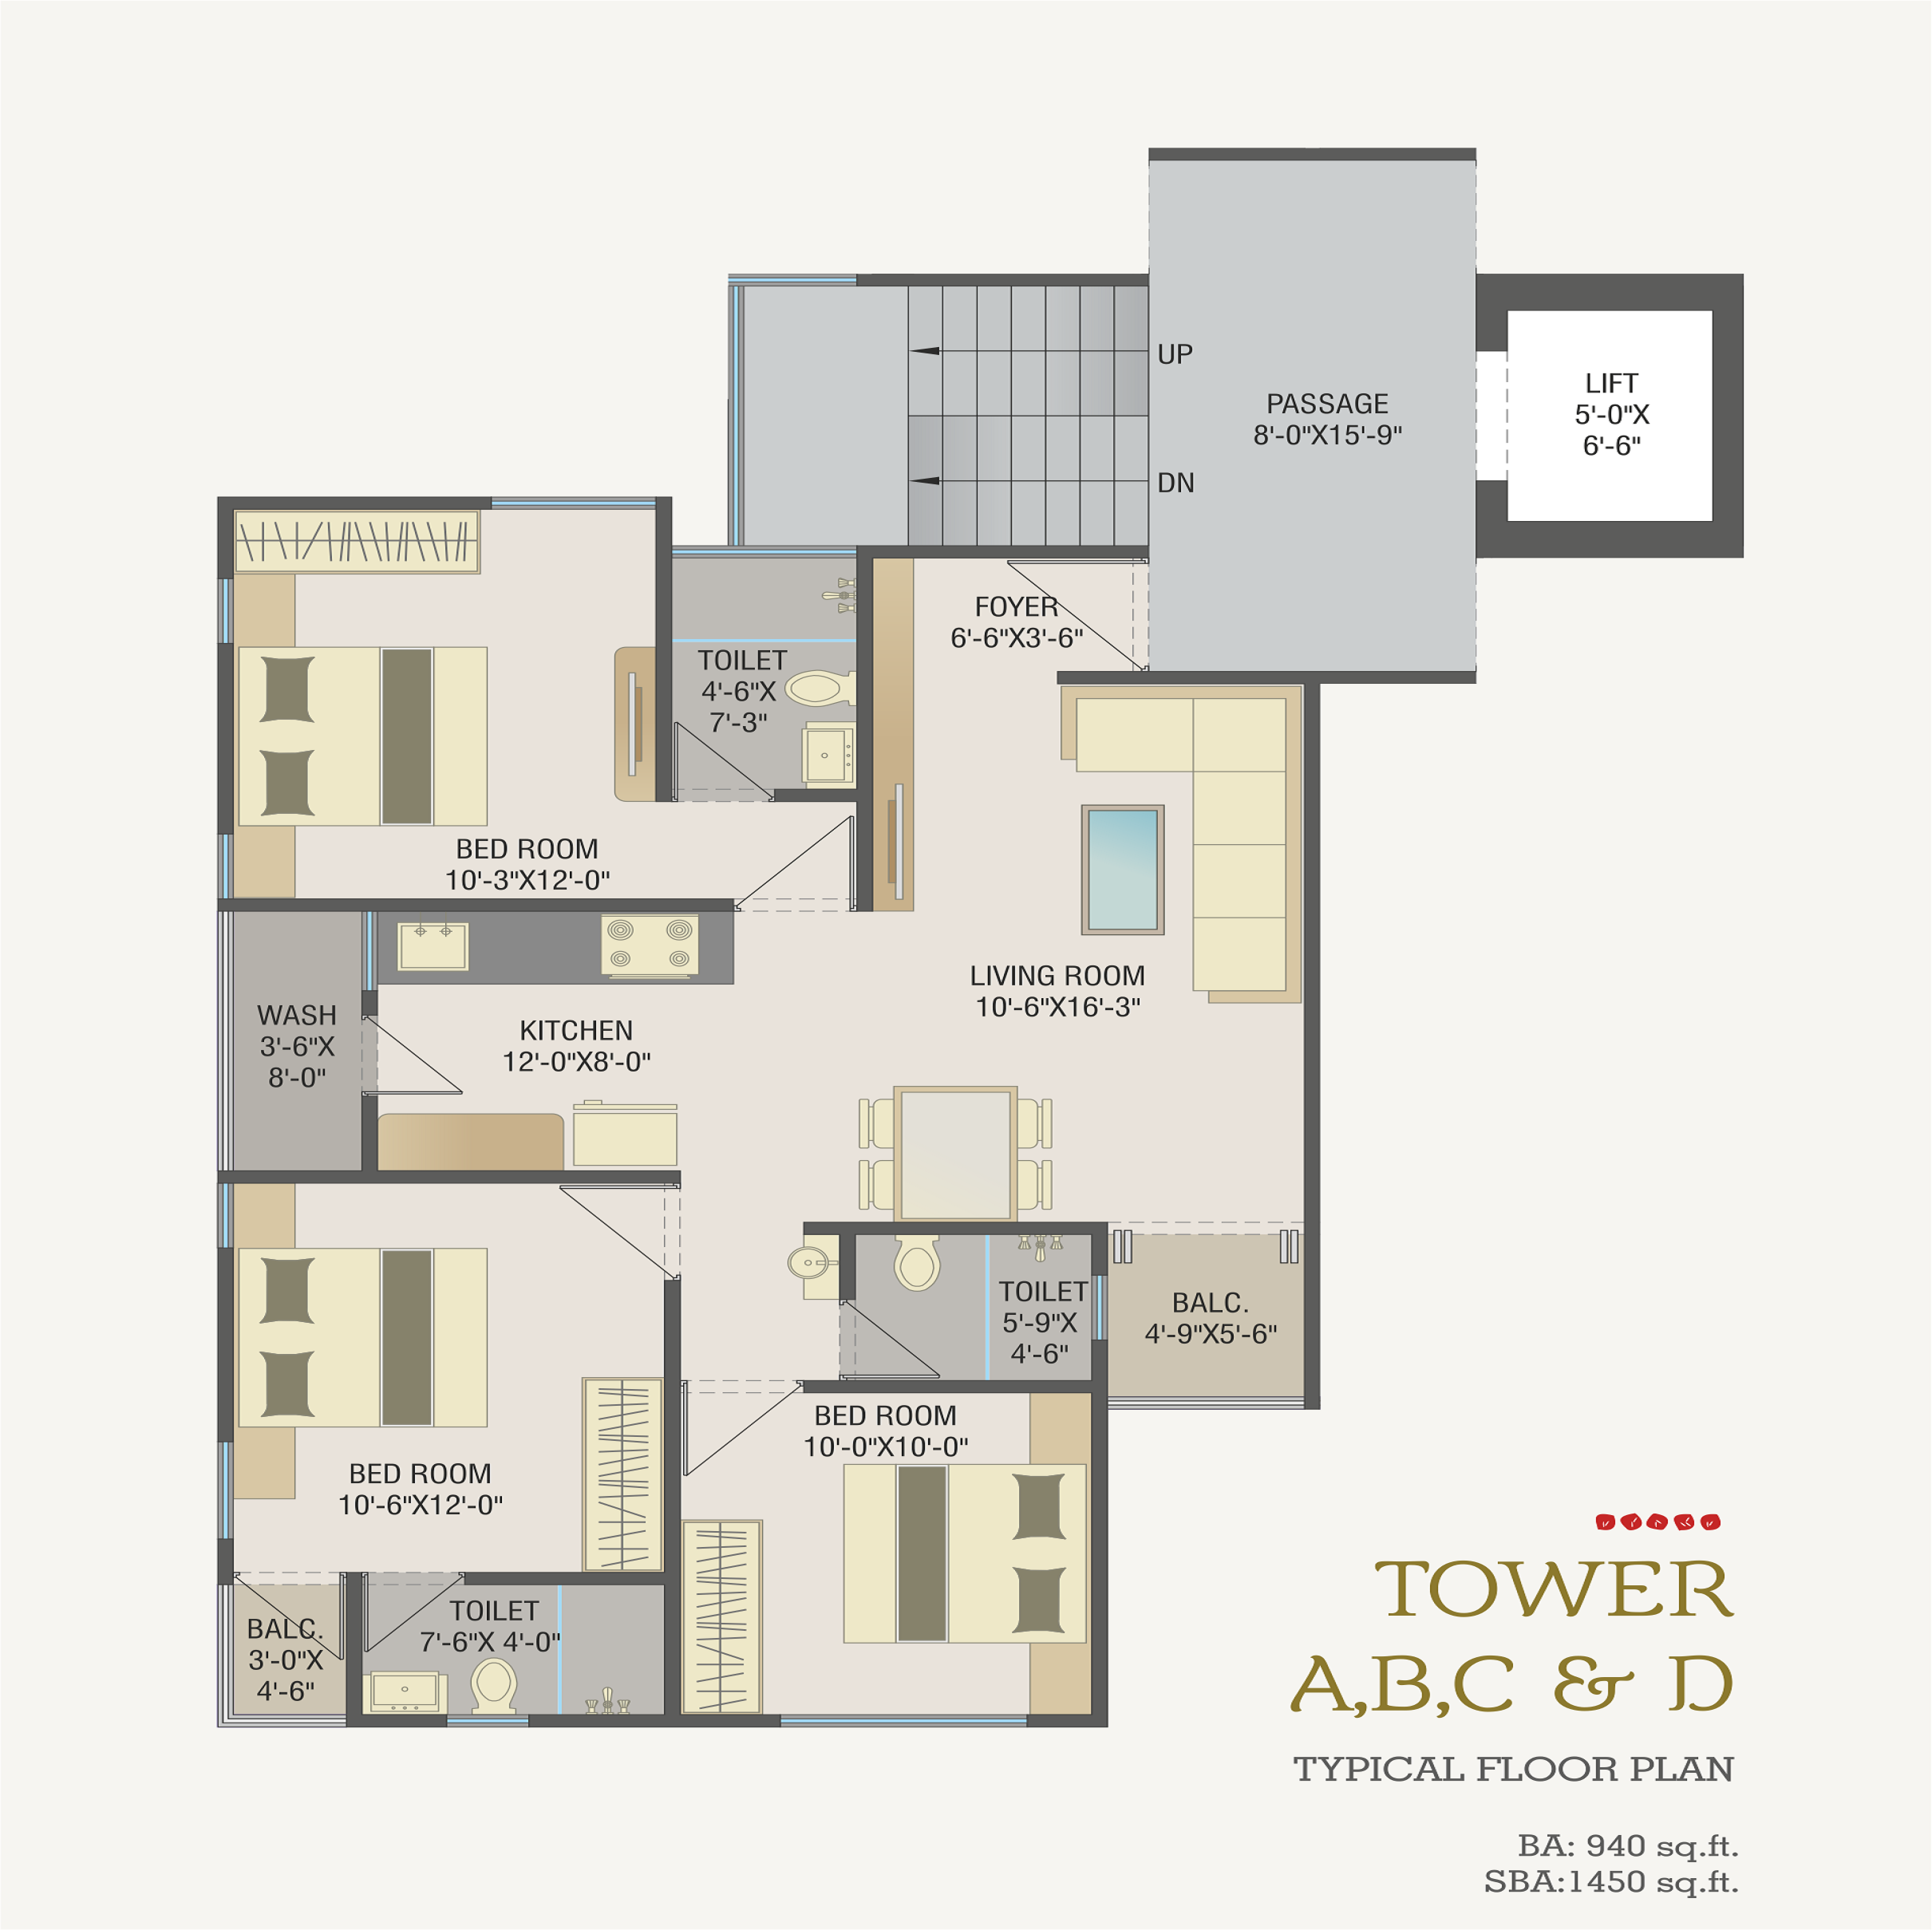 UP
PASSAGE
8'-0"X15'-9"
DN
LIFT
5'-0"X
6'-6"
FOYER
6'-6"X3'-6"
TOILET
4'-6"X
7'-3"
BED ROOM
10'-3"X12'-0"
LIVING ROOM
10'-6"X16'-3"
WASH
3'-6"X
8'-0"
KITCHEN
12'-0"X8'-0"
TOILET
5'-9"X
4'-6"
BALC.
4'-9"X5'-6"
BED ROOM
10'-0"X10'-0"
BED ROOM
10'-6"X12'-0"
TOILET
7'-6"X 4'-0"
BALC.
3'-0"X
4'-6"
TOWER
A,B,C & D
TYPICAL FLOOR PLAN
BA: 940 sq.ft.
SBA:1450 sq.ft.